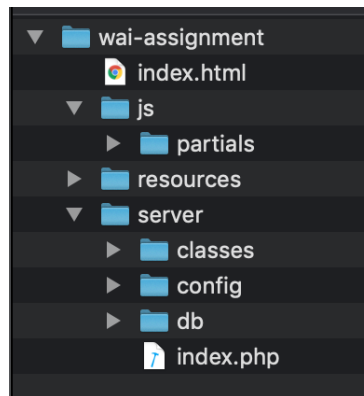 wai-assignment
index.html
js
partials
resources
server
classes
config
db
index.php